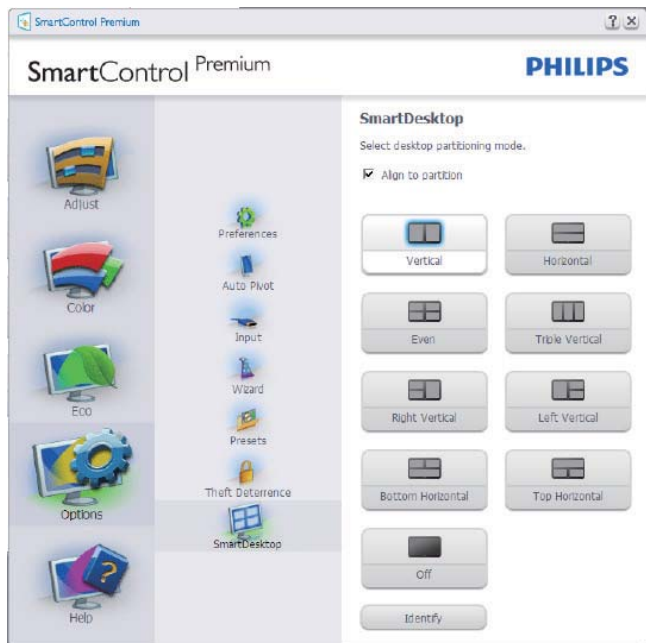 SmartControl Premium
SmartControl Premium
PHILIPS
Adjust
Color
Eco
Options
Help
Preferences
Auto Pivot
Input
Wizard
Presets
Theft Deterrence
SmartDesktop
SmartDesktop
Select desktop partitioning mode.
Align to partition
Vertical
Horizontal
Even
Triple Vertical
Right Vertical
Left Vertical
Bottom Horizontal
Top Horizontal
Off
Identify